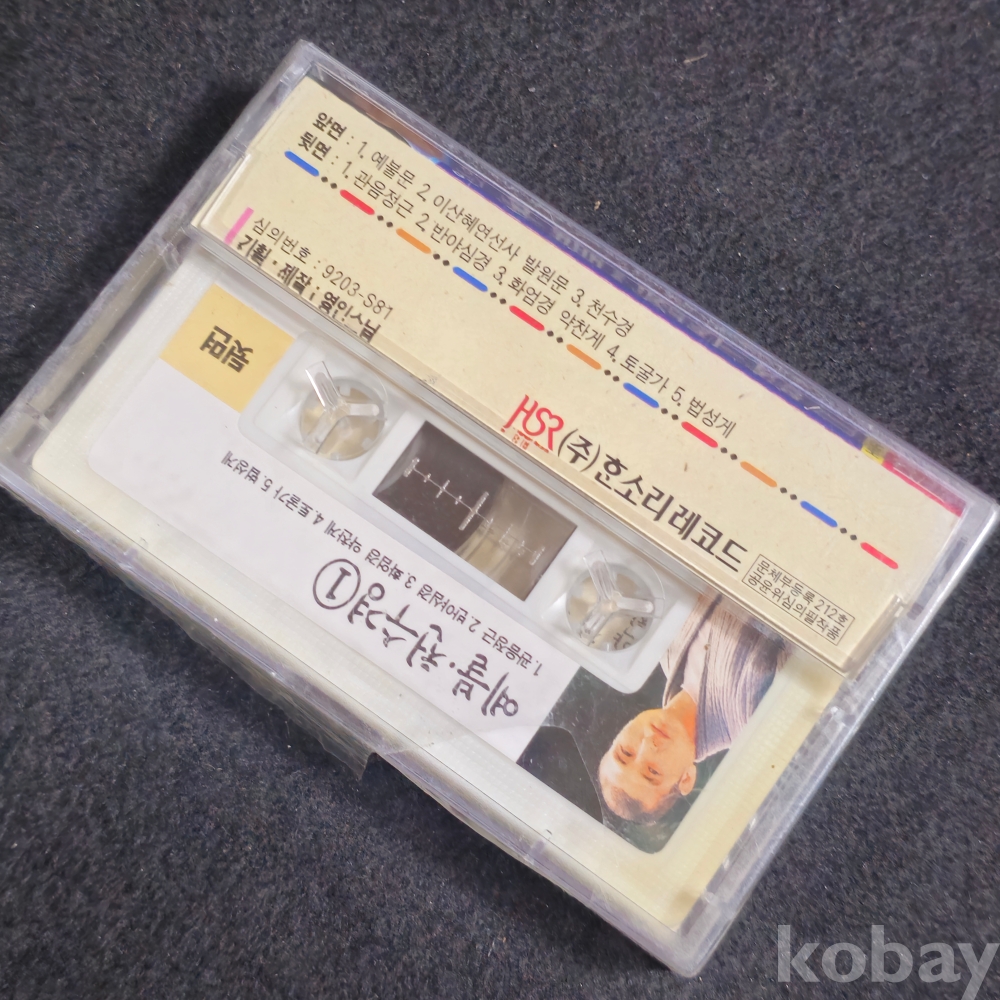 앞면 : 1. 예불문 2. 이산혜연선사 발원문 3. 천수경
뒷면 : 1. 관음정근 2. 반야심경 3. 화엄경 약찬게 4. 토굴가 5. 법성게
심의번호 : 9203-S81
기획·제작 :
HSR (주)한소리레코드
문체부등록 212호
공윤위심의필작품
뒷면
예불·천수경 ①
1. 관음정근 2. 반야심경 3. 화엄경 약찬게 4. 토굴가 5. 법성게
kobay